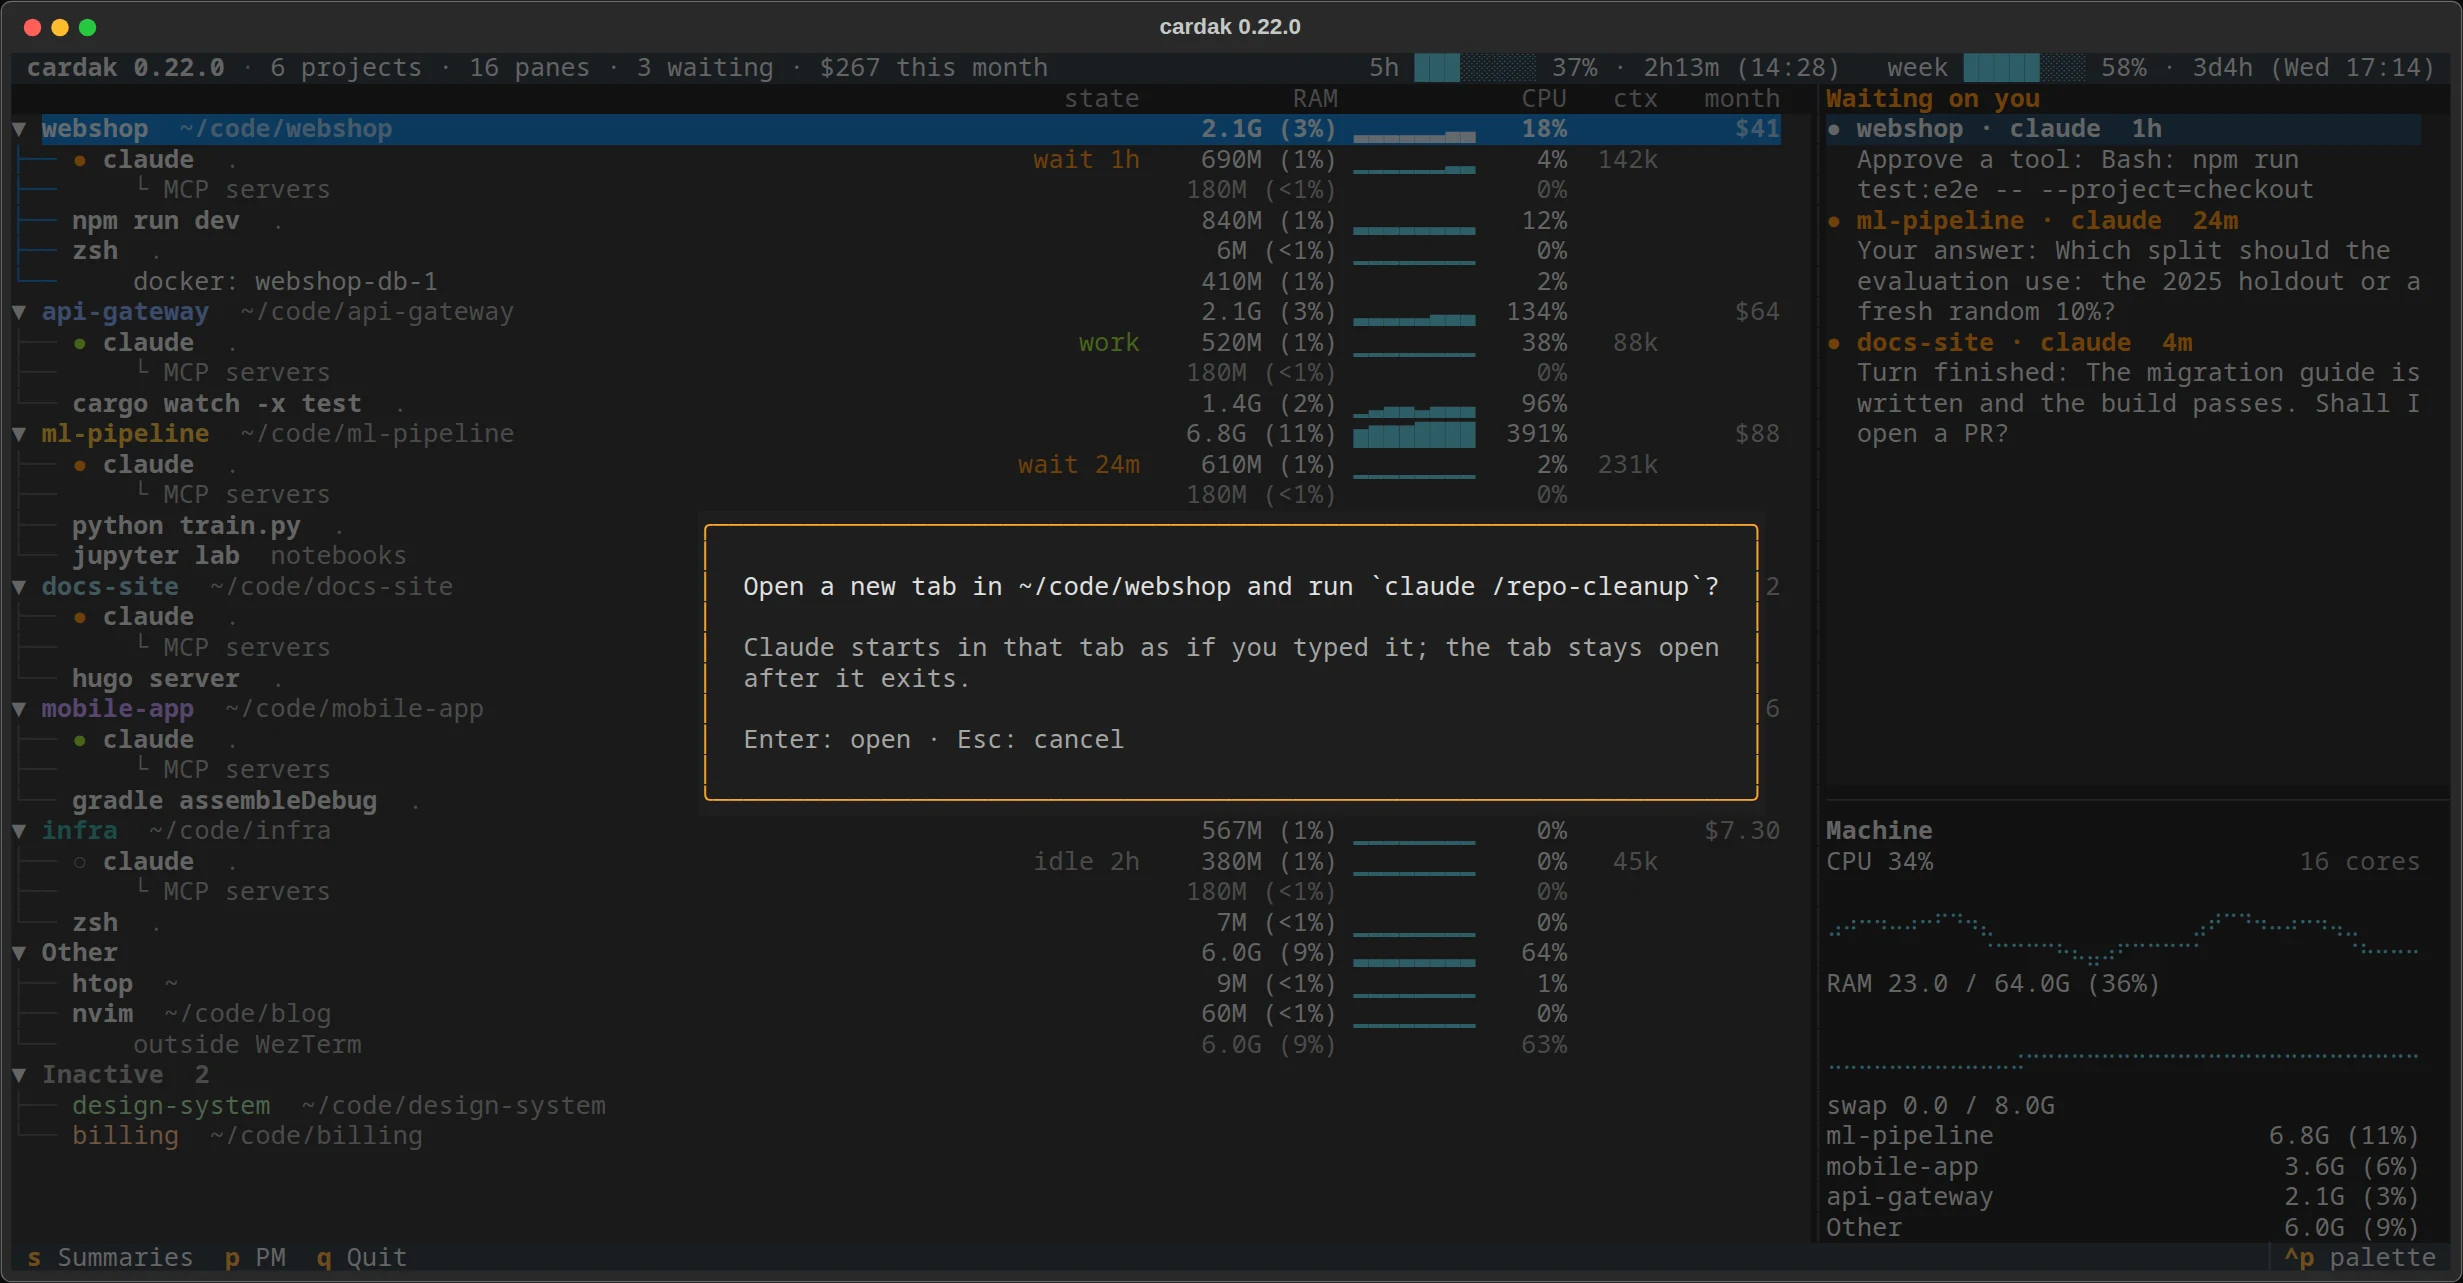 cardak 0.22.0
cardak 0.22.0 · 6 projects · 16 panes · 3 waiting · $267 this month 5h 37% · 2h13m (14:28) week 58% · 3d4h (Wed 17:14)
state RAM CPU ctx month
▼ webshop ~/code/webshop 2.1G (3%) 18% $41
● claude . wait 1h 690M (1%) 4% 142k
└ MCP servers 180M (<1%) 0%
npm run dev . 840M (1%) 12%
zsh . 6M (<1%) 0%
docker: webshop-db-1 410M (1%) 2%
▼ api-gateway ~/code/api-gateway 2.1G (3%) 134% $64
● claude . work 520M (1%) 38% 88k
└ MCP servers 180M (<1%) 0%
cargo watch -x test . 1.4G (2%) 96%
▼ ml-pipeline ~/code/ml-pipeline 6.8G (11%) 391% $88
● claude . wait 24m 610M (1%) 2% 231k
└ MCP servers 180M (<1%) 0%
python train.py .
jupyter lab notebooks
▼ docs-site ~/code/docs-site 2
● claude .
└ MCP servers
hugo server .
▼ mobile-app ~/code/mobile-app 6
● claude .
└ MCP servers
gradle assembleDebug .
▼ infra ~/code/infra 567M (1%) 0% $7.30
○ claude . idle 2h 380M (1%) 0% 45k
└ MCP servers 180M (<1%) 0%
zsh . 7M (<1%) 0%
▼ Other 6.0G (9%) 64%
htop ~ 9M (<1%) 1%
nvim ~/code/blog 60M (<1%) 0%
outside WezTerm 6.0G (9%) 63%
▼ Inactive 2
design-system ~/code/design-system
billing ~/code/billing
Open a new tab in ~/code/webshop and run `claude /repo-cleanup`?
Claude starts in that tab as if you typed it; the tab stays open
after it exits.
Enter: open · Esc: cancel
Waiting on you
● webshop · claude 1h
Approve a tool: Bash: npm run
test:e2e -- --project=checkout
● ml-pipeline · claude 24m
Your answer: Which split should the
evaluation use: the 2025 holdout or a
fresh random 10%?
● docs-site · claude 4m
Turn finished: The migration guide is
written and the build passes. Shall I
open a PR?
Machine
CPU 34% 16 cores
RAM 23.0 / 64.0G (36%)
swap 0.0 / 8.0G
ml-pipeline 6.8G (11%)
mobile-app 3.6G (6%)
api-gateway 2.1G (3%)
Other 6.0G (9%)
s Summaries p PM q Quit ^p palette